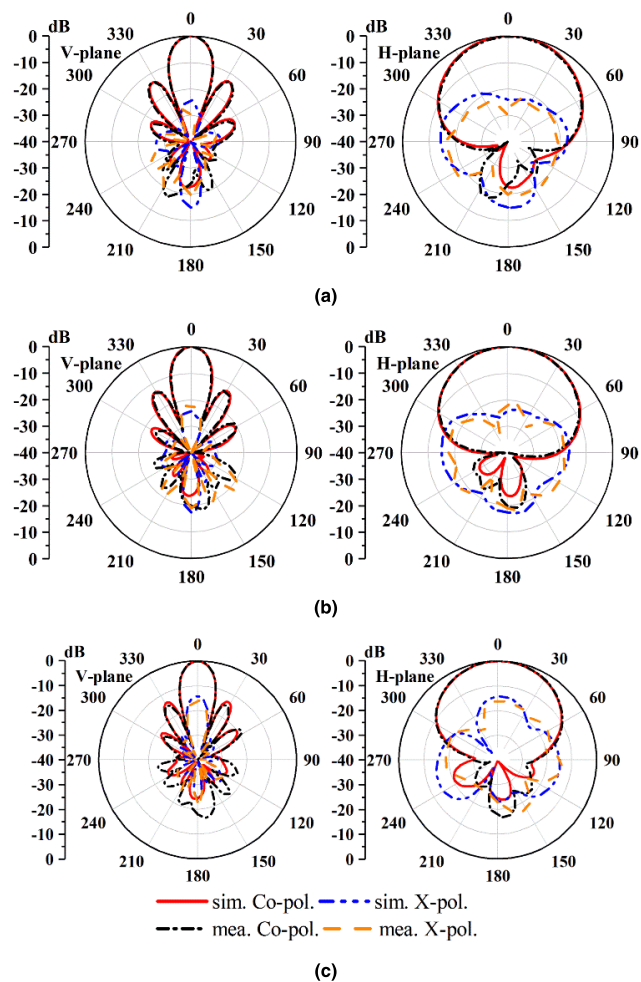 dB V-plane 330 0 30 60 90 120 150 180 210 240 270 300
0 -10 -20 -30 -40 -30 -20 -10 0
dB H-plane 330 0 30 60 90 120 150 180 210 240 270 300
0 -10 -20 -30 -40 -30 -20 -10 0
(a)
dB V-plane 330 0 30 60 90 120 150 180 210 240 270 300
0 -10 -20 -30 -40 -30 -20 -10 0
dB H-plane 330 0 30 60 90 120 150 180 210 240 270 300
0 -10 -20 -30 -40 -30 -20 -10 0
(b)
dB V-plane 330 0 30 60 90 120 150 180 210 240 270 300
0 -10 -20 -30 -40 -30 -20 -10 0
dB H-plane 330 0 30 60 90 120 150 180 210 240 270 300
0 -10 -20 -30 -40 -30 -20 -10 0
sim. Co-pol. sim. X-pol.
mea. Co-pol. mea. X-pol.
(c)